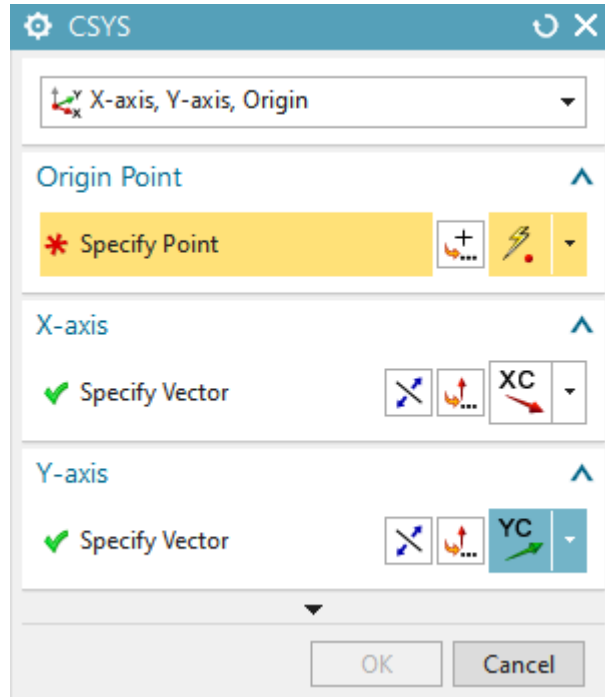 CSYS
X-axis, Y-axis, Origin
Origin Point
Specify Point
X-axis
Specify Vector
XC
Y-axis
Specify Vector
YC
OK Cancel